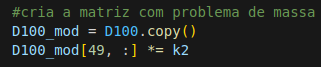 #cria a matriz com problema de massa
D100_mod = D100.copy()
D100_mod[49, :] *= k2